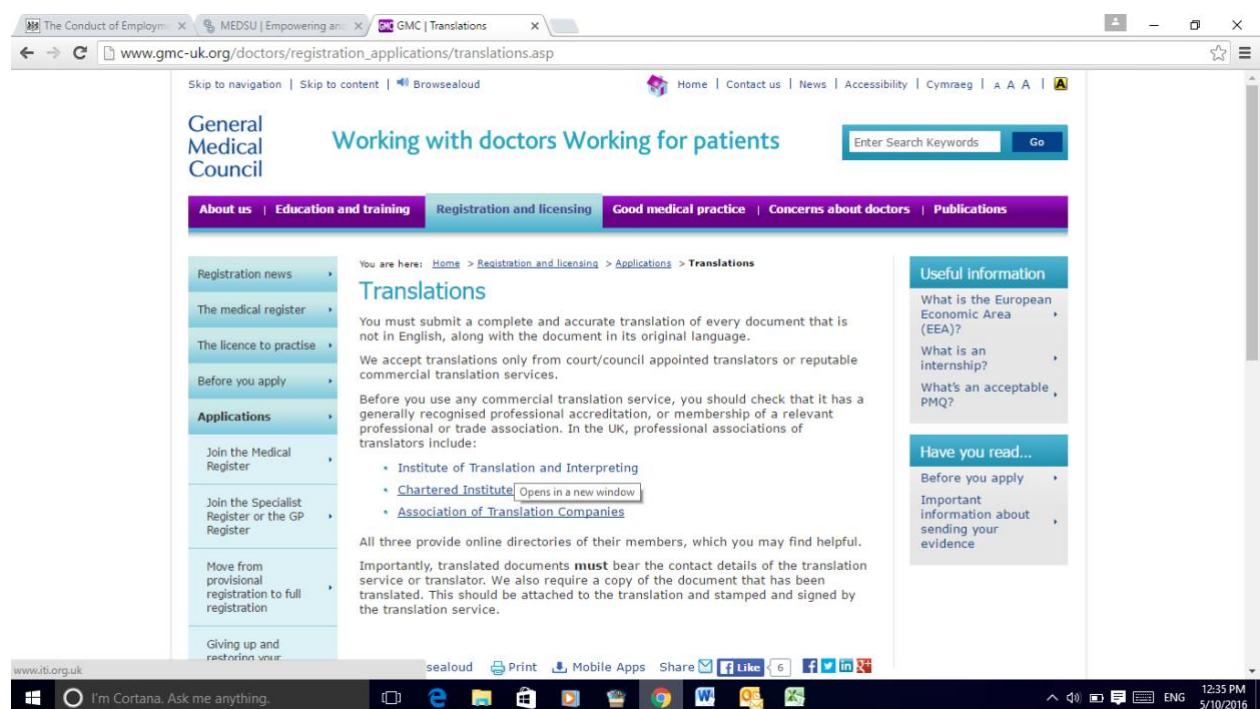 The Conduct of Employm
MEDSU | Empowering an
GMC | Translations
www.gmc-uk.org/doctors/registration_applications/translations.asp
Skip to navigation | Skip to content | Browsealoud
Home | Contact us | News | Accessibility | Cymraeg | A A A | A
General
Medical
Council
Working with doctors Working for patients
Enter Search Keywords
Go
About us | Education and training
Registration and licensing
Good medical practice | Concerns about doctors | Publications
Registration news
The medical register
The licence to practise
Before you apply
Applications
Join the Medical
Register
Join the Specialist
Register or the GP
Register
Move from
provisional
registration to full
registration
Giving up and
restoring your
You are here: Home > Registration and licensing > Applications > Translations
Translations
You must submit a complete and accurate translation of every document that is
not in English, along with the document in its original language.
We accept translations only from court/council appointed translators or reputable
commercial translation services.
Before you use any commercial translation service, you should check that it has a
generally recognised professional accreditation, or membership of a relevant
professional or trade association. In the UK, professional associations of
translators include:
• Institute of Translation and Interpreting
• Chartered Institute
Opens in a new window
• Association of Translation Companies
All three provide online directories of their members, which you may find helpful.
Importantly, translated documents must bear the contact details of the translation
service or translator. We also require a copy of the document that has been
translated. This should be attached to the translation and stamped and signed by
the translation service.
sealoud Print Mobile Apps Share Like 6
Useful information
What is the European
Economic Area
(EEA)?
What is an
internship?
What's an acceptable
PMQ?
Have you read...
Before you apply
Important
information about
sending your
evidence
www.iti.org.uk
I'm Cortana. Ask me anything.
ENG
12:35 PM
5/10/2016